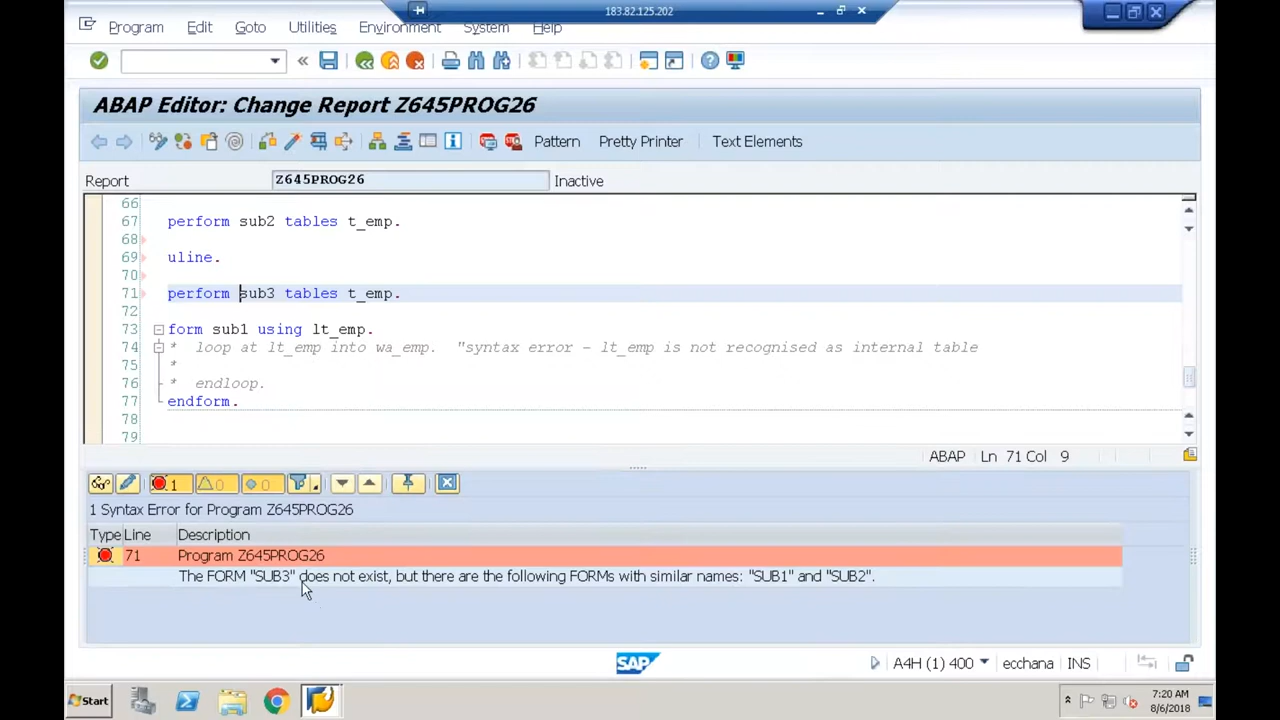 183.82.125.202
Program Edit Goto Utilities Environment System Help
ABAP Editor: Change Report Z645PROG26
Pattern Pretty Printer Text Elements
Report Z645PROG26 Inactive
66
67 perform sub2 tables t_emp.
68
69 uline.
70
71 perform sub3 tables t_emp.
72
73 form sub1 using lt_emp.
74 * loop at lt_emp into wa_emp. "syntax error - lt_emp is not recognised as internal table
75 *
76 * endloop.
77 endform.
78
79
ABAP Ln 71 Col 9
1 0 0
1 Syntax Error for Program Z645PROG26
Type Line Description
71 Program Z645PROG26
The FORM "SUB3" does not exist, but there are the following FORMs with similar names: "SUB1" and "SUB2".
SAP A4H (1) 400 ecchana INS
Start 7:20 AM
8/6/2018